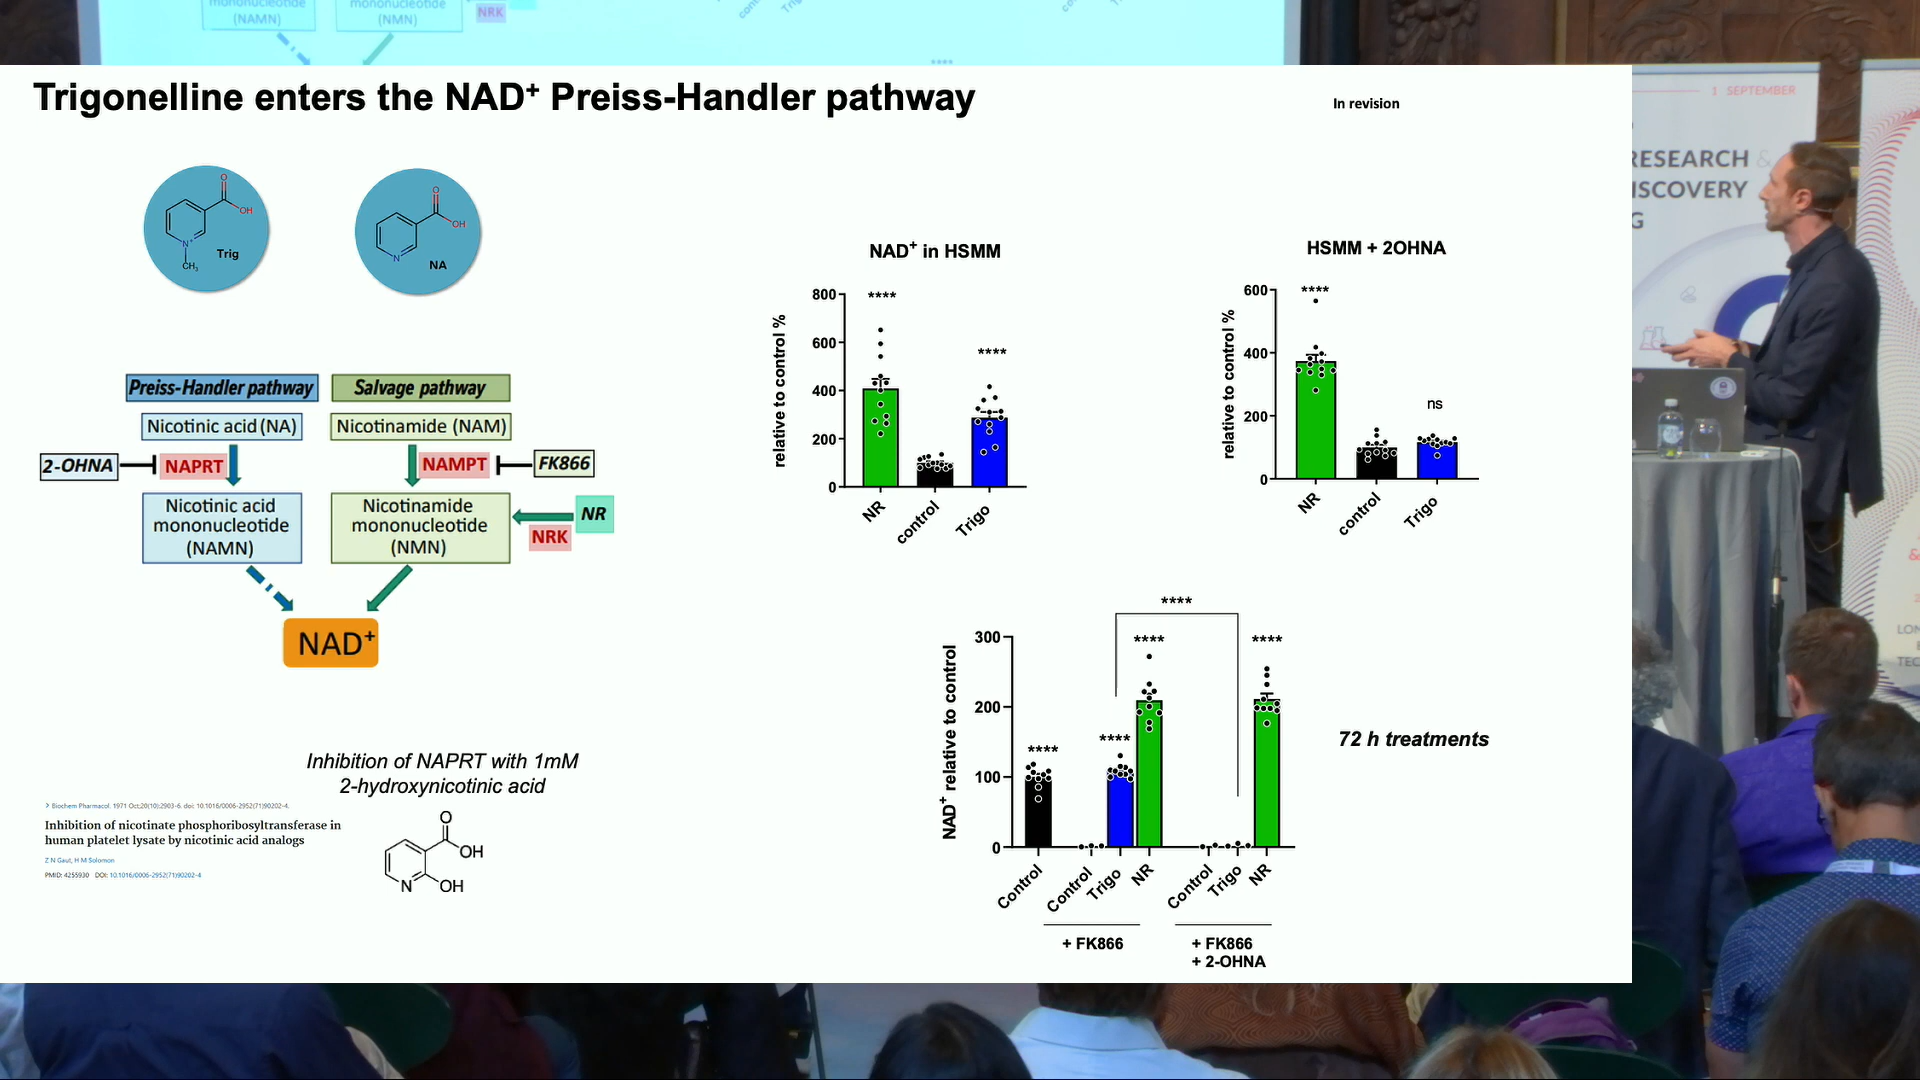 mononucleotide
(NAMN)
mononucleotide
(NMN)
NRK
****
Trigonelline enters the NAD+ Preiss-Handler pathway
In revision
O
OH
N+
CH3
Trig
O
OH
N
NA
Preiss-Handler pathway
Salvage pathway
Nicotinic acid (NA)
Nicotinamide (NAM)
2-OHNA
NAPRT
NAMPT
FK866
Nicotinic acid
mononucleotide
(NAMN)
Nicotinamide
mononucleotide
(NMN)
NR
NRK
NAD+
Inhibition of NAPRT with 1mM
2-hydroxynicotinic acid
> Biochem Pharmacol. 1971 Oct;20(10):2903-6. doi: 10.1016/0006-2952(71)90202-4.
Inhibition of nicotinate phosphoribosyltransferase in
human platelet lysate by nicotinic acid analogs
Z N Gaut, H M Solomon
PMID: 4255930 DOI: 10.1016/0006-2952(71)90202-4
O
OH
N
OH
NAD+ in HSMM
relative to control %
800
600
400
200
0
****
****
NR
control
Trigo
HSMM + 2OHNA
relative to control %
600
400
200
0
****
ns
NR
control
Trigo
NAD+ relative to control
300
200
100
0
****
****
****
****
****
Control
Control
Trigo
NR
Control
Trigo
NR
+ FK866
+ FK866
+ 2-OHNA
72 h treatments
1 SEPTEMBER
RESEARCH &
ISCOVERY
G
LON
TEC